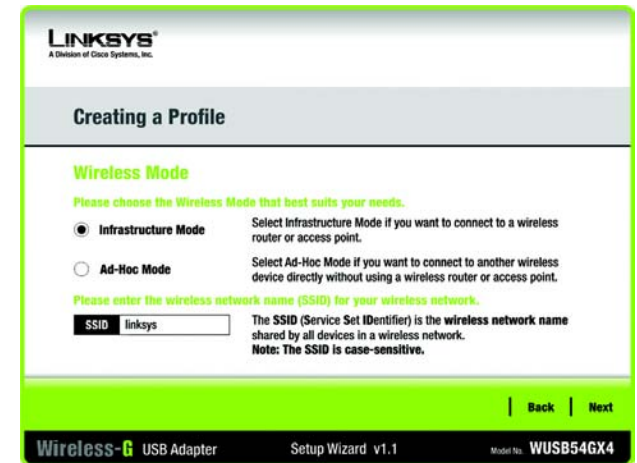 LINKSYS®
A Division of Cisco Systems, Inc.
Creating a Profile
Wireless Mode
Please choose the Wireless Mode that best suits your needs.
Infrastructure Mode
Select Infrastructure Mode if you want to connect to a wireless
router or access point.
Ad-Hoc Mode
Select Ad-Hoc Mode if you want to connect to another wireless
device directly without using a wireless router or access point.
Please enter the wireless network name (SSID) for your wireless network.
SSID linksys
The SSID (Service Set IDentifier) is the wireless network name
shared by all devices in a wireless network.
Note: The SSID is case-sensitive.
Back Next
Wireless-G USB Adapter Setup Wizard v1.1 Model No. WUSB54GX4